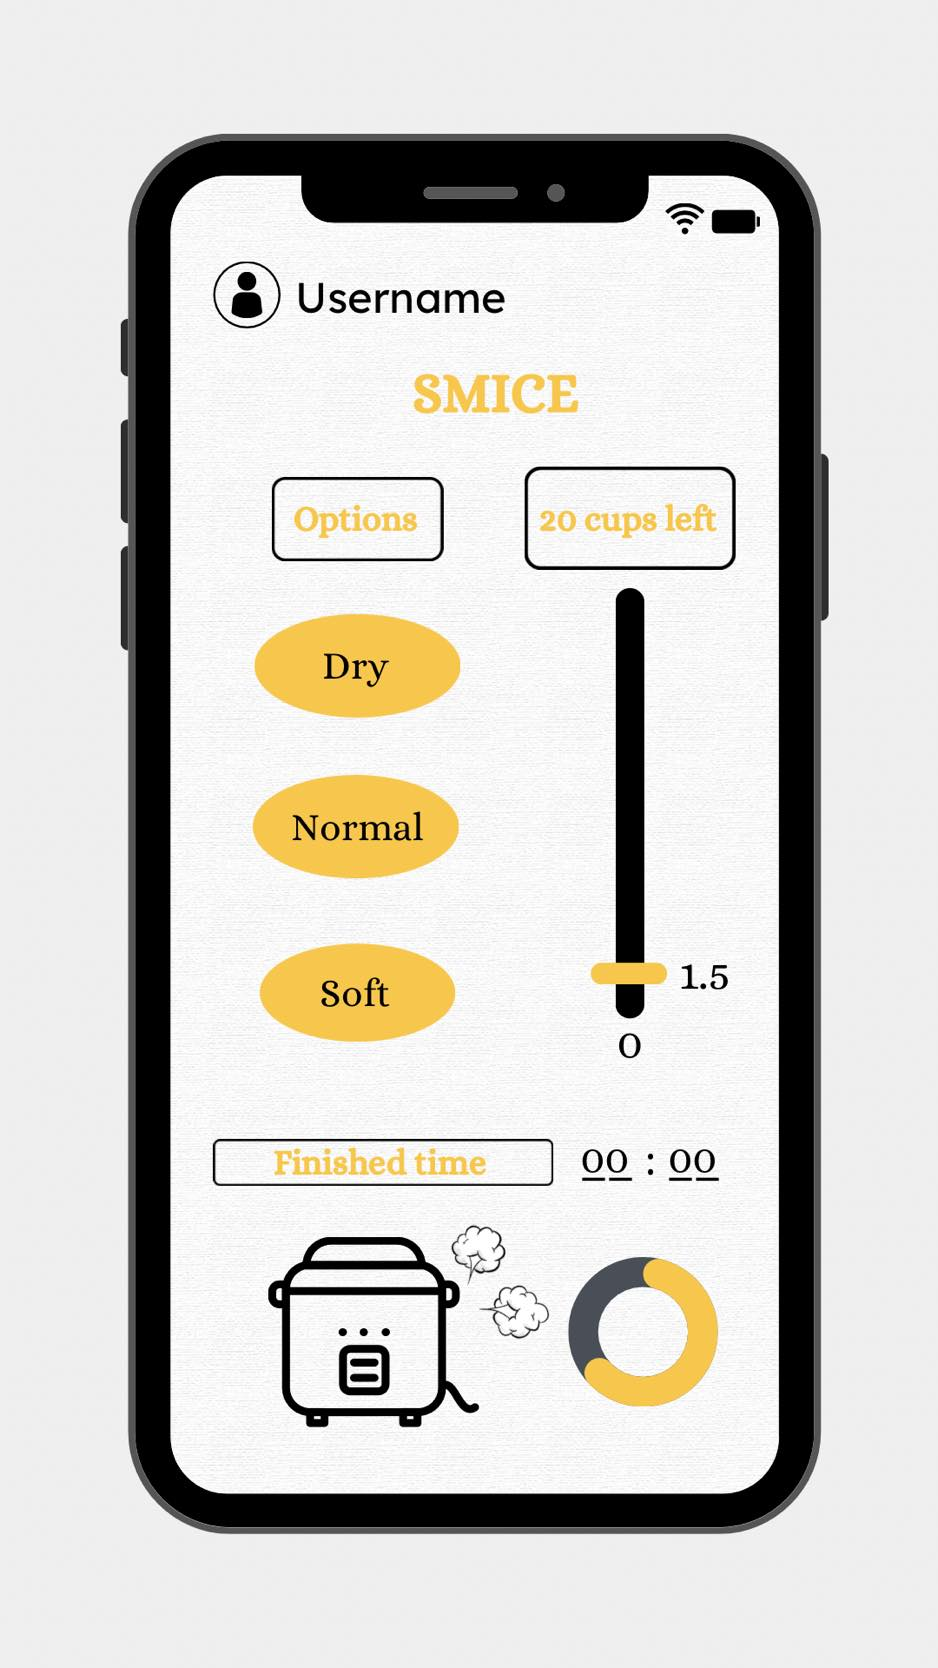 Username
SMICE
Options
20 cups left
Dry
Normal
Soft
1.5
0
Finished time
00 : 00